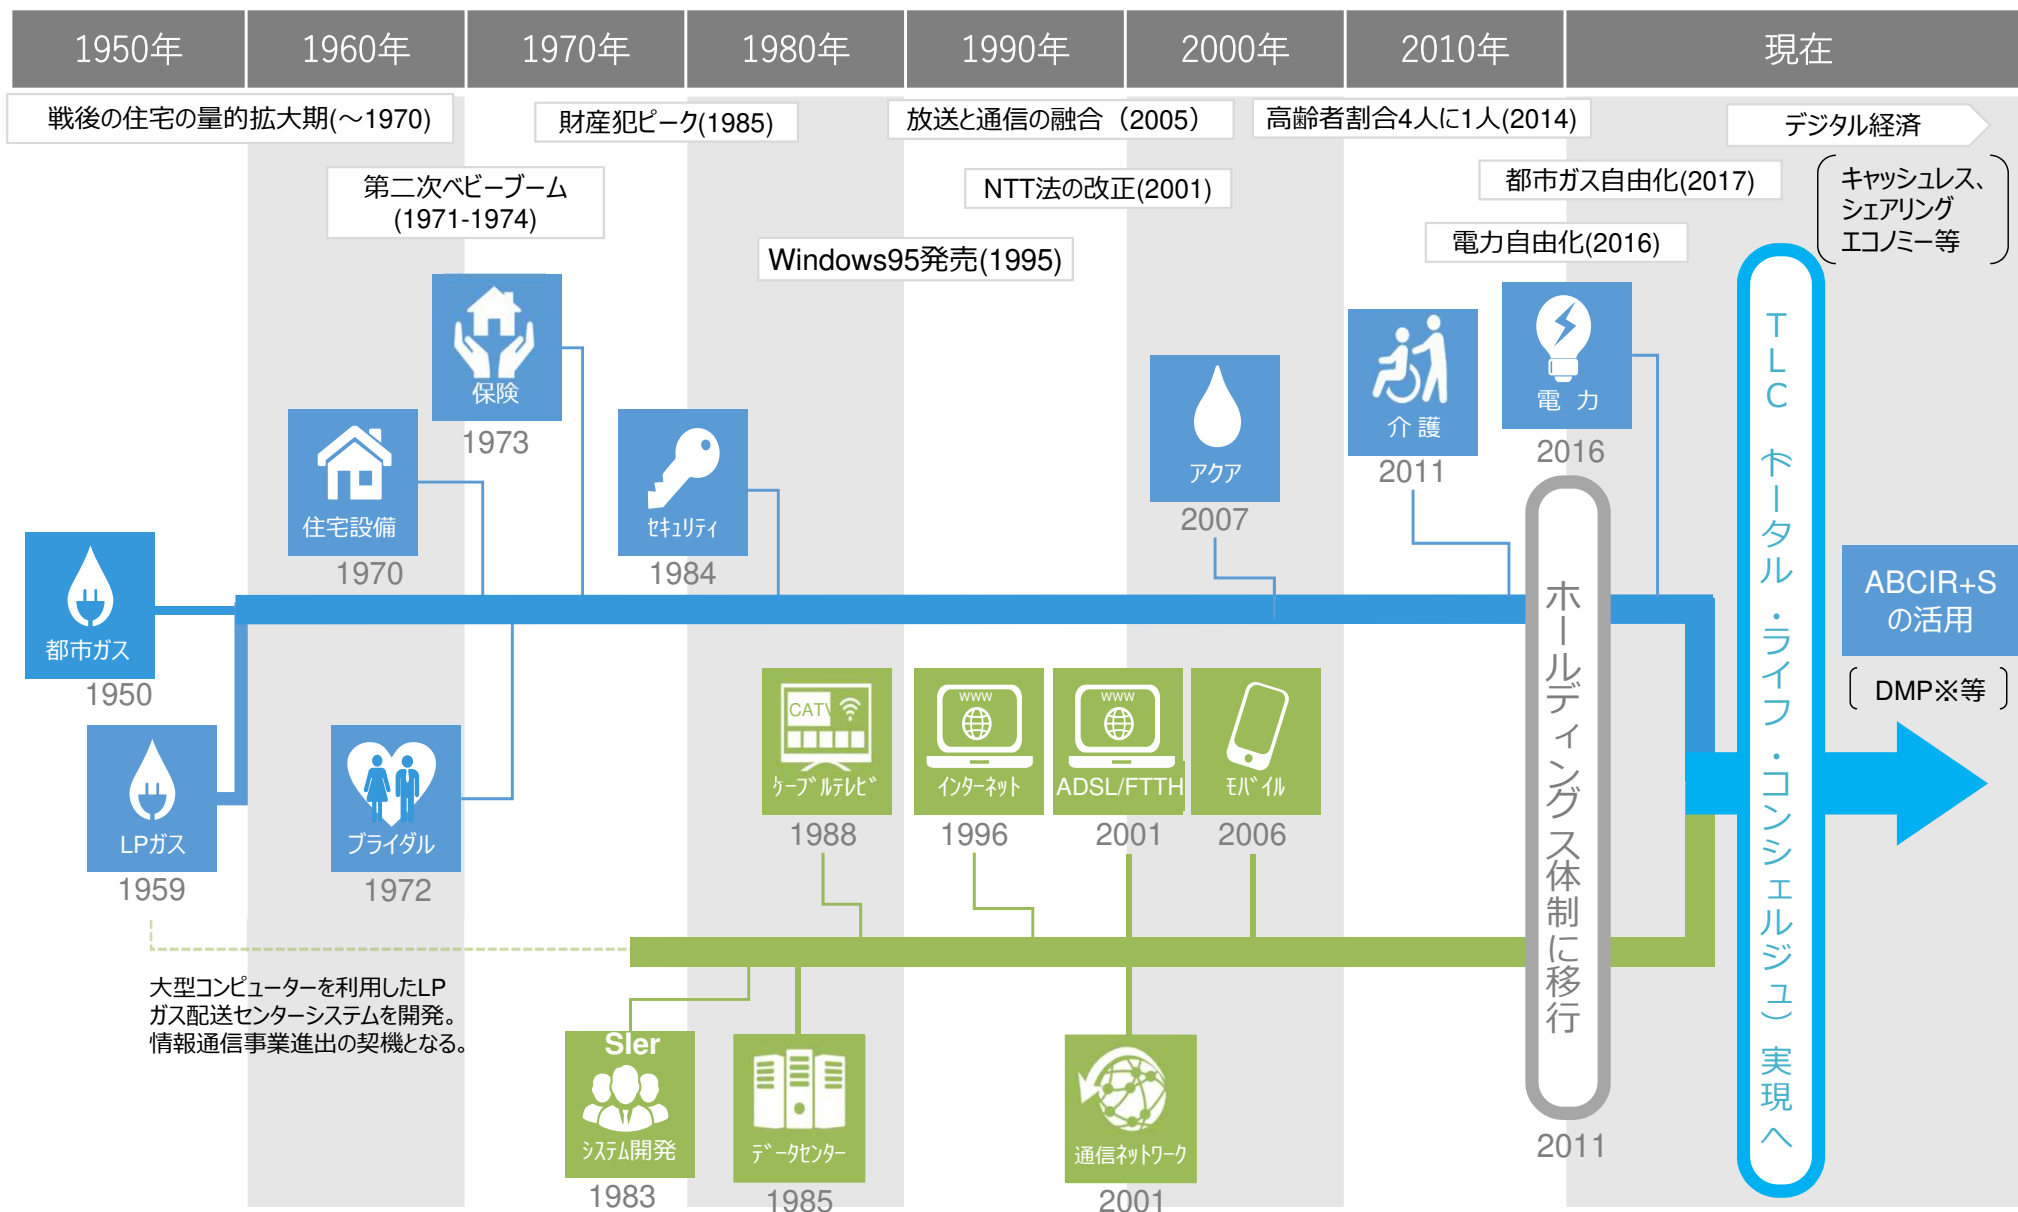 1950年
1960年
1970年
1980年
1990年
2000年
2010年
現在
戦後の住宅の量的拡大期(～1970)
財産犯ピーク(1985)
放送と通信の融合（2005）
高齢者割合4人に1人(2014)
デジタル経済
第二次ベビーブーム
(1971-1974)
NTT法の改正(2001)
都市ガス自由化(2017)
キャッシュレス、
シェアリング
エコノミー等
Windows95発売(1995)
電力自由化(2016)
保険
1973
住宅設備
1970
セキュリティ
1984
アクア
2007
介護
2011
電力
2016
都市ガス
1950
LPガス
1959
ブライダル
1972
CATV
ケーブルテレビ
1988
www
インターネット
1996
www
ADSL/FTTH
2001
モバイル
2006
ホールディングス体制に移行
2011
TLC（トータル・ライフ・コンシェルジュ）実現へ
ABCIR+S
の活用
DMP※等
大型コンピューターを利用したLP
ガス配送センターシステムを開発。
情報通信事業進出の契機となる。
SIer
システム開発
1983
データセンター
1985
通信ネットワーク
2001